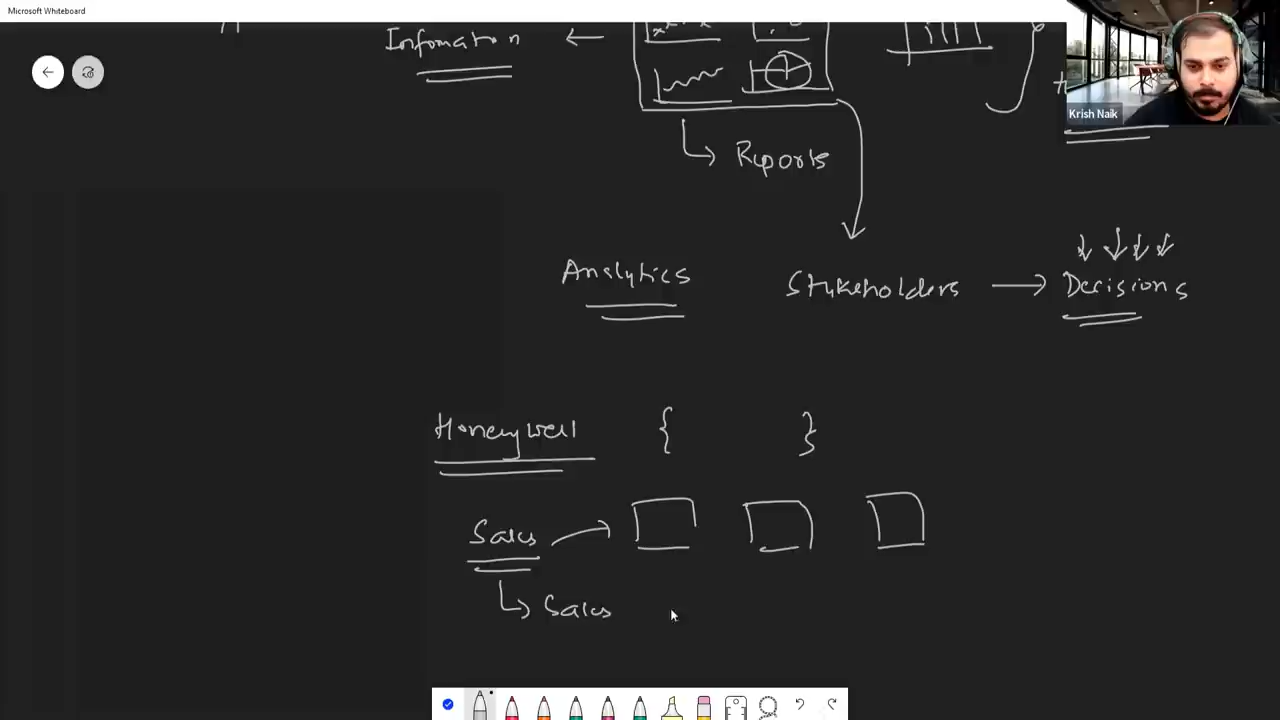 Microsoft Whiteboard
Infomation
Krish Naik
Reports
Analytics
Stakeholders
Decisions
Honeywell { }
Sales
Sales